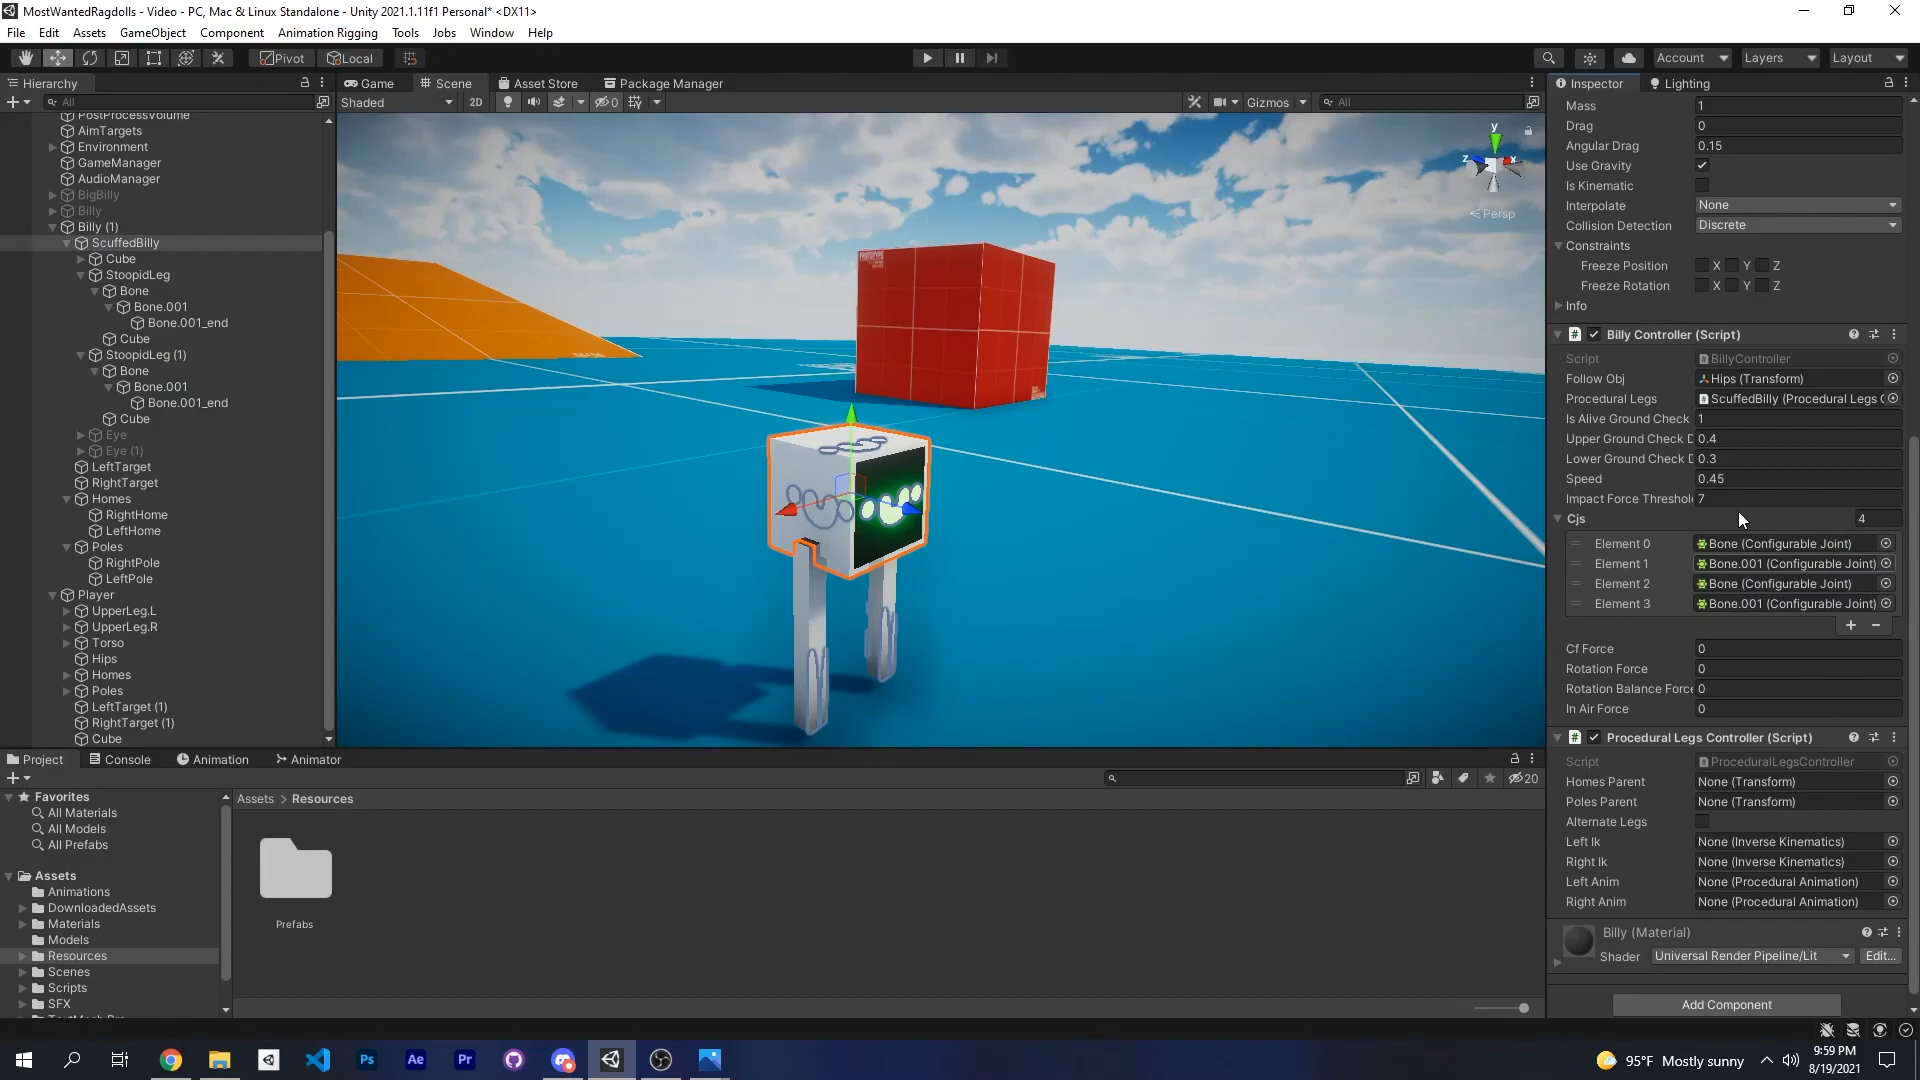 MostWantedRagdolls - Video - PC, Mac & Linux Standalone - Unity 2021.1.11f1 Personal* <DX11>
File Edit Assets GameObject Component Animation Rigging Tools Jobs Window Help
Pivot Local Account Layers Layout
Hierarchy
All
PostProcessVolume
AimTargets
Environment
GameManager
AudioManager
BigBilly
Billy
Billy (1)
ScuffedBilly
Cube
StoopidLeg
Bone
Bone.001
Bone.001_end
Cube
StoopidLeg (1)
Bone
Bone.001
Bone.001_end
Cube
Eye
Eye (1)
LeftTarget
RightTarget
Homes
RightHome
LeftHome
Poles
RightPole
LeftPole
Player
UpperLeg.L
UpperLeg.R
Torso
Hips
Homes
Poles
LeftTarget (1)
RightTarget (1)
Cube
Game Scene Asset Store Package Manager
Shaded 2D 0 Gizmos All
y
z x
Persp
PROTOTYPE
Inspector Lighting
Mass 1
Drag 0
Angular Drag 0.15
Use Gravity
Is Kinematic
Interpolate None
Collision Detection Discrete
Constraints
Freeze Position X Y Z
Freeze Rotation X Y Z
Info
Billy Controller (Script)
Script BillyController
Follow Obj Hips (Transform)
Procedural Legs ScuffedBilly (Procedural Legs C
Is Alive Ground Check 1
Upper Ground Check D 0.4
Lower Ground Check D 0.3
Speed 0.45
Impact Force Threshol 7
Cjs 4
Element 0 Bone (Configurable Joint)
Element 1 Bone.001 (Configurable Joint)
Element 2 Bone (Configurable Joint)
Element 3 Bone.001 (Configurable Joint)
+ −
Cf Force 0
Rotation Force 0
Rotation Balance Force 0
In Air Force 0
Procedural Legs Controller (Script)
Script ProceduralLegsController
Homes Parent None (Transform)
Poles Parent None (Transform)
Alternate Legs
Left Ik None (Inverse Kinematics)
Right Ik None (Inverse Kinematics)
Left Anim None (Procedural Animation)
Right Anim None (Procedural Animation)
Billy (Material)
Shader Universal Render Pipeline/Lit Edit...
Add Component
Project Console Animation Animator
20
Favorites
All Materials
All Models
All Prefabs
Assets
Animations
DownloadedAssets
Materials
Models
Resources
Scenes
Scripts
SFX
Assets > Resources
Prefabs
Ps Ae Pr
95°F Mostly sunny
9:59 PM
8/19/2021